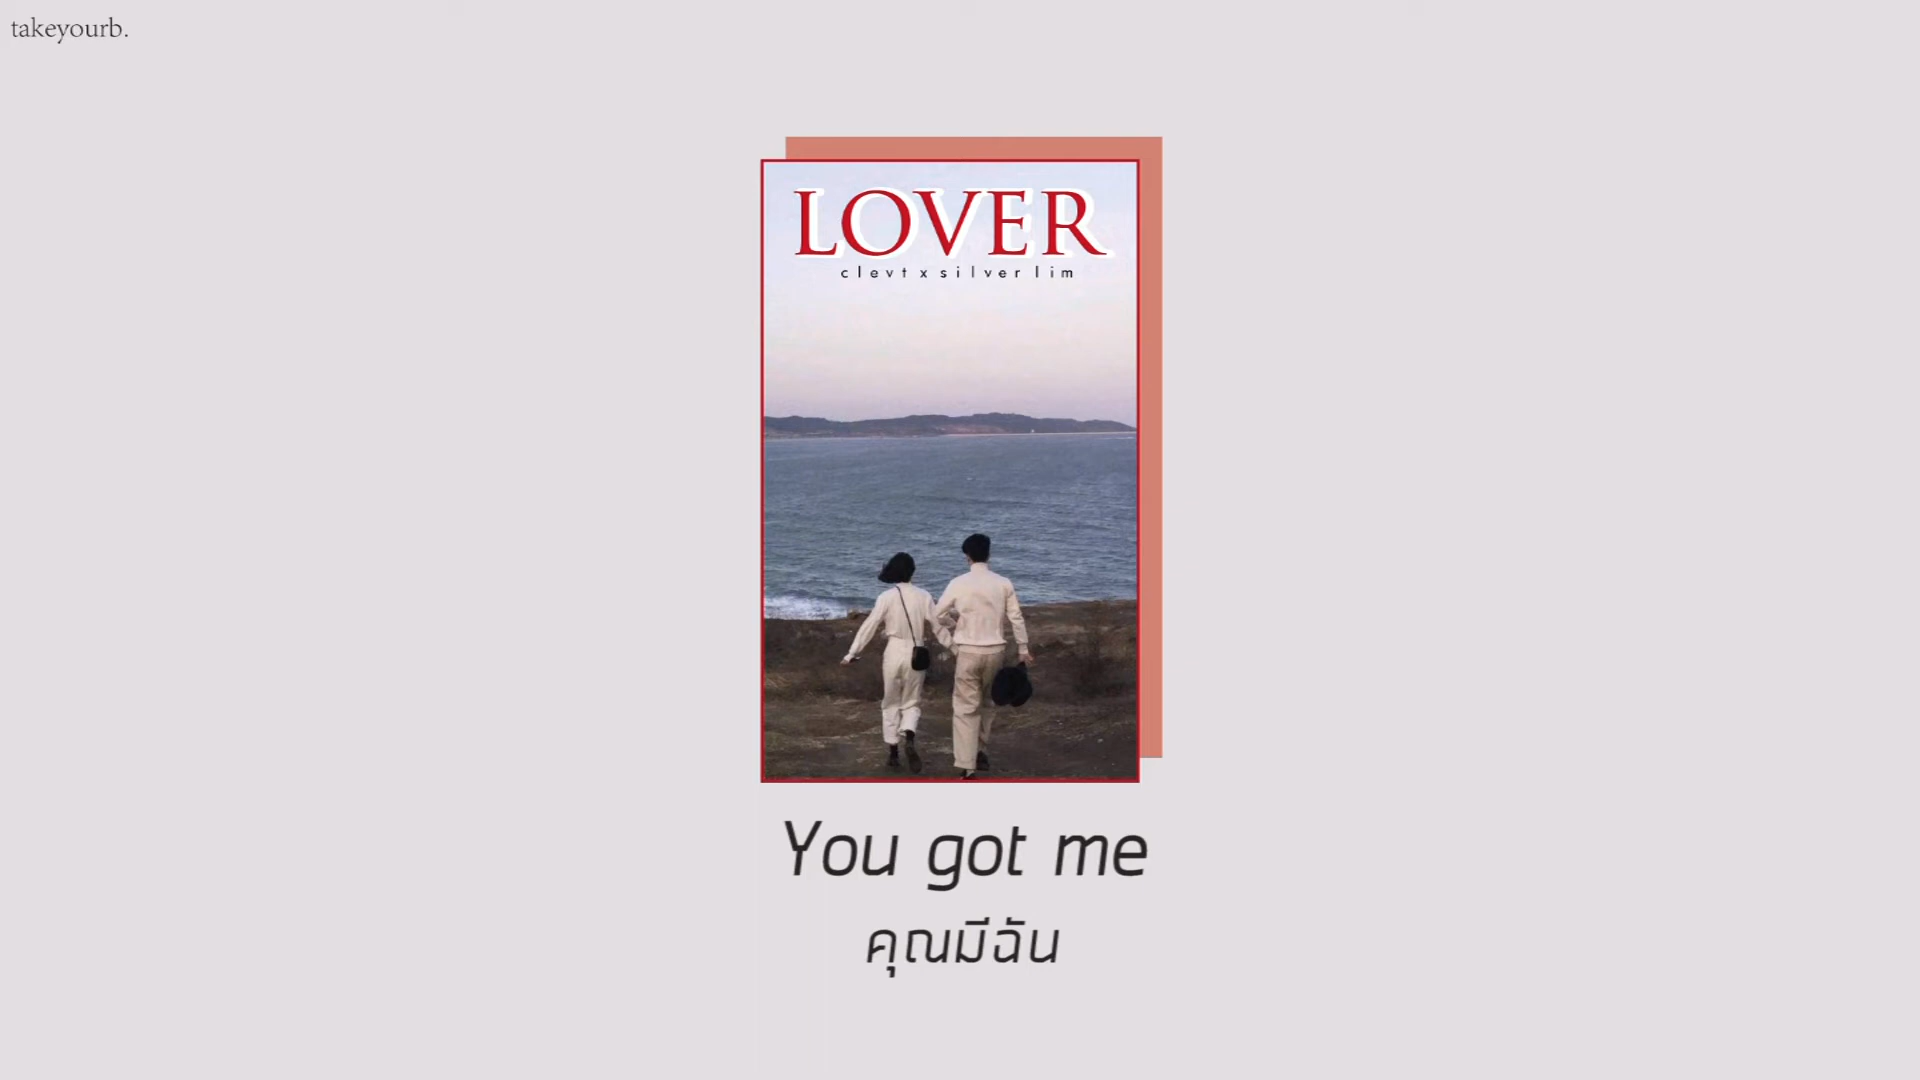 takeyourb.
LOVER
clevt x silver lim
You got me
คุณมีฉัน